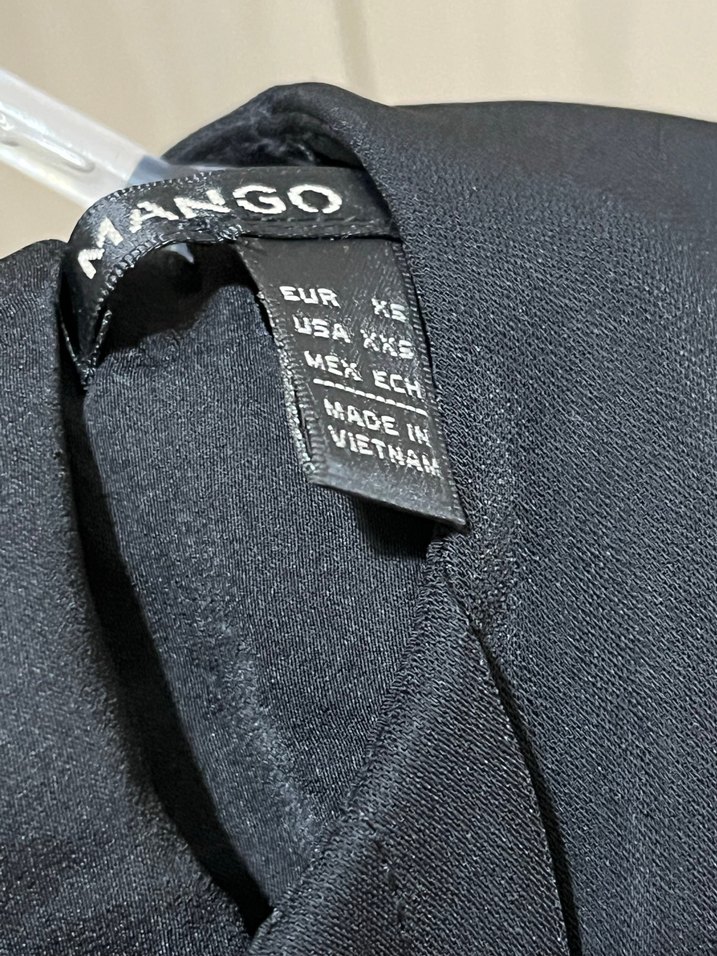 MANGO
EUR XS
USA XXS
MEX ECH
MADE IN
VIETNAM